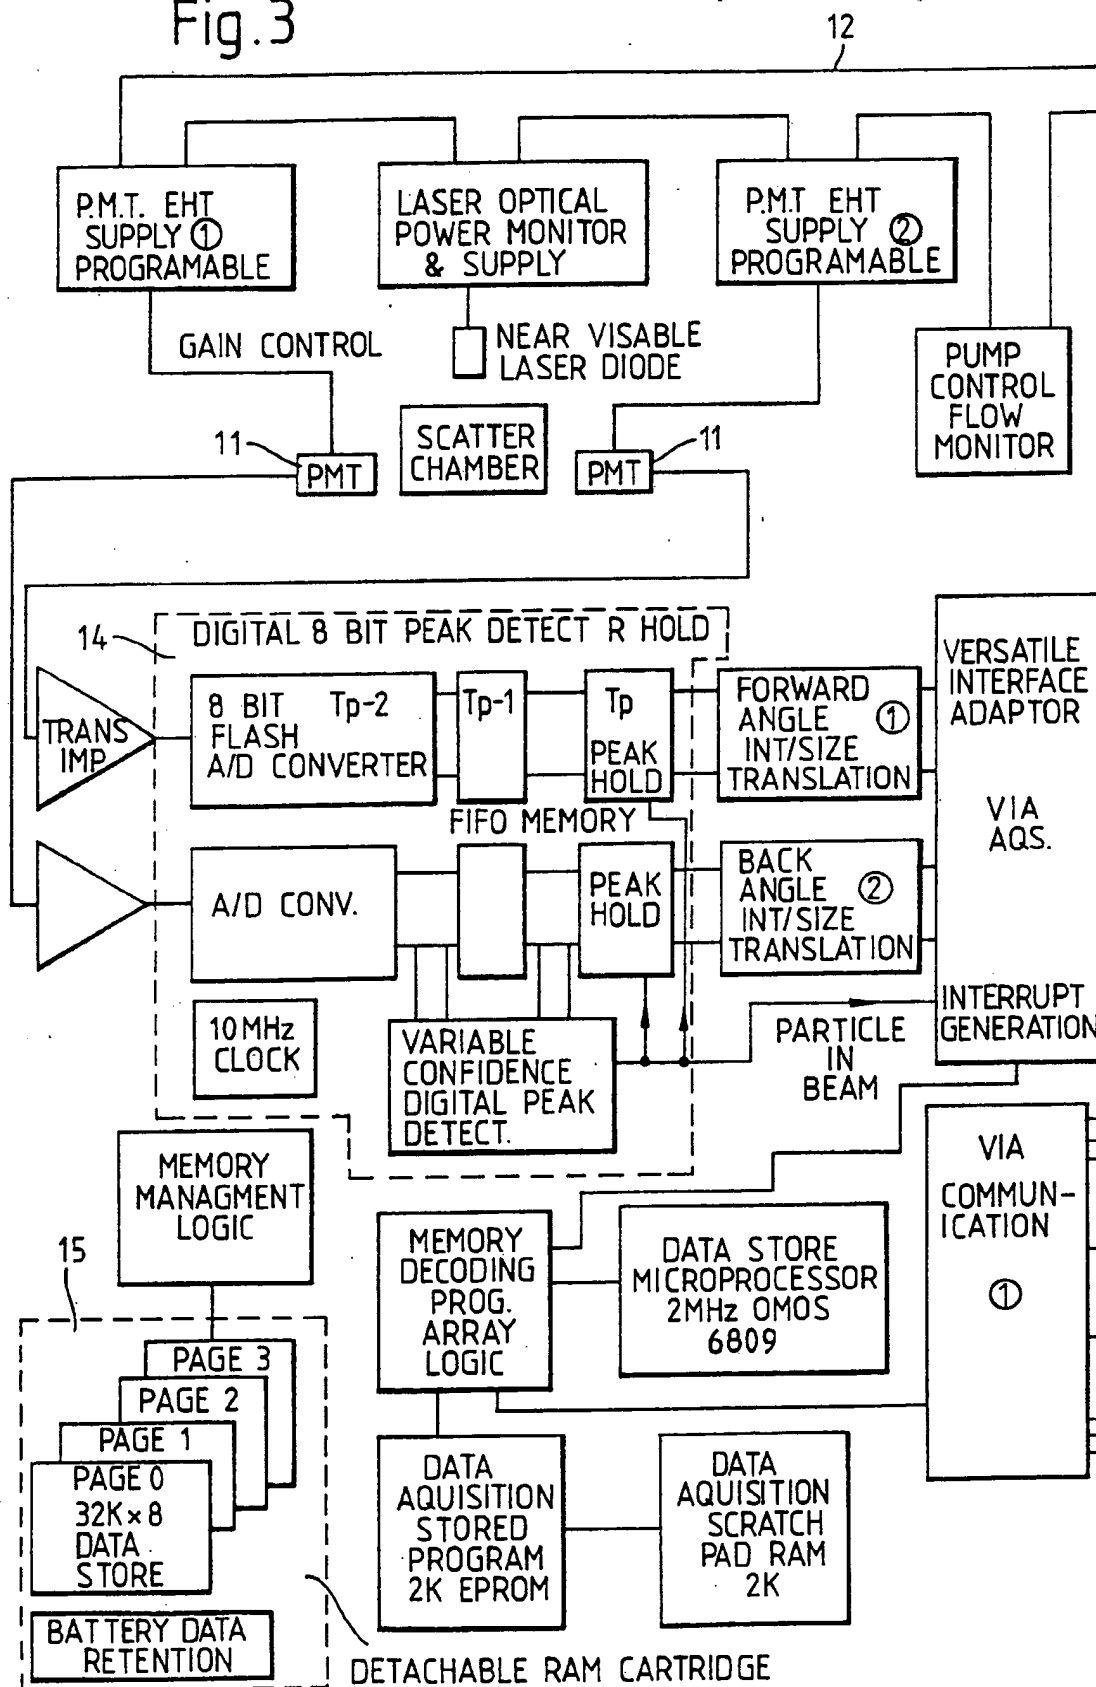 Fig.3
12
P.M.T. EHT
SUPPLY ①
PROGRAMABLE
LASER OPTICAL
POWER MONITOR
& SUPPLY
P.M.T EHT
SUPPLY ②
PROGRAMABLE
GAIN CONTROL
NEAR VISABLE
LASER DIODE
PUMP
CONTROL
FLOW
MONITOR
11
PMT
SCATTER
CHAMBER
11
PMT
14
DIGITAL 8 BIT PEAK DETECT R HOLD
TRANS
IMP
8 BIT Tp-2
FLASH
A/D CONVERTER
Tp-1
Tp
PEAK
HOLD
FORWARD
ANGLE ①
INT/SIZE
TRANSLATION
VERSATILE
INTERFACE
ADAPTOR
VIA
AQS.
INTERRUPT
GENERATION
FIFO MEMORY
A/D CONV.
PEAK
HOLD
BACK
ANGLE ②
INT/SIZE
TRANSLATION
10MHz
CLOCK
VARIABLE
CONFIDENCE
DIGITAL PEAK
DETECT.
PARTICLE
IN
BEAM
MEMORY
MANAGMENT
LOGIC
VIA
COMMUN-
ICATION
①
15
MEMORY
DECODING
PROG.
ARRAY
LOGIC
DATA STORE
MICROPROCESSOR
2MHz OMOS
6809
PAGE 3
PAGE 2
PAGE 1
PAGE 0
32K×8
DATA
STORE
DATA
AQUISITION
STORED
PROGRAM
2K EPROM
DATA
AQUISITION
SCRATCH
PAD RAM
2K
BATTERY DATA
RETENTION
DETACHABLE RAM CARTRIDGE